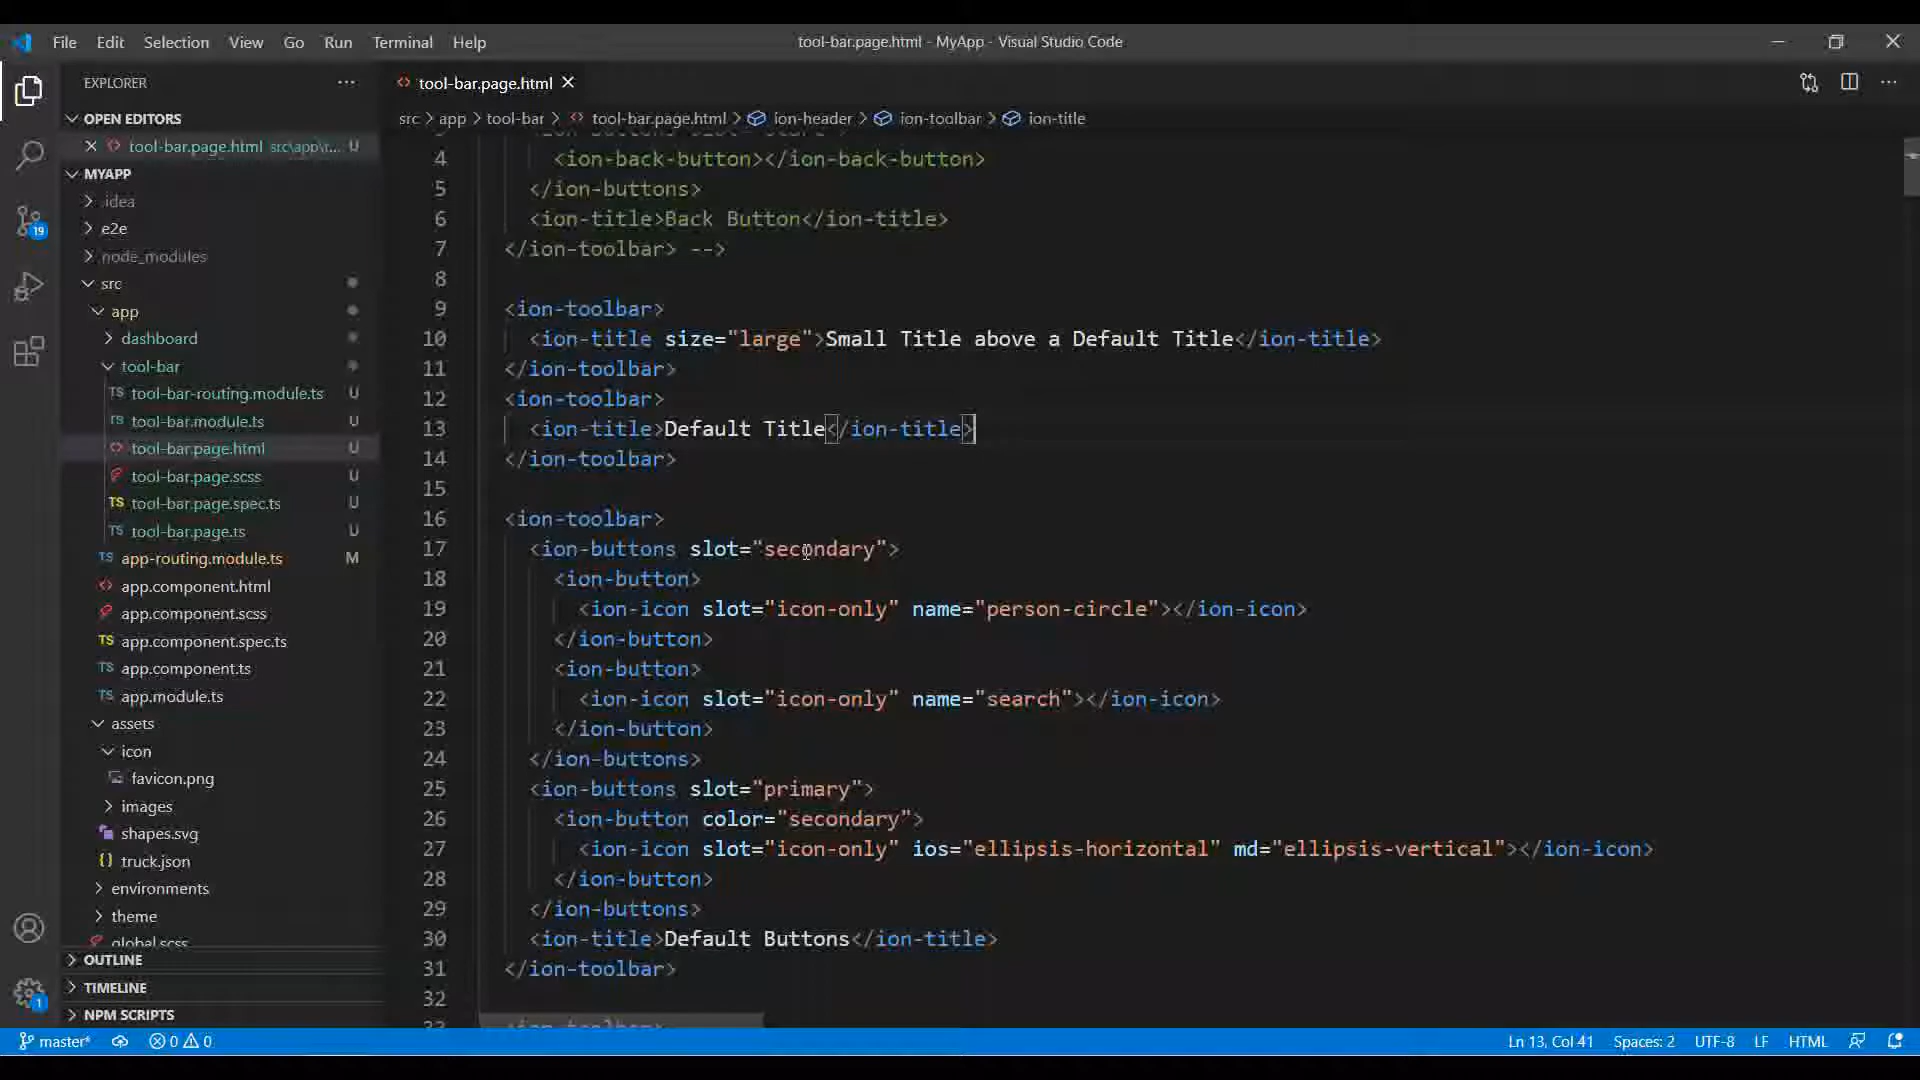 File Edit Selection View Go Run Terminal Help
tool-bar.page.html - MyApp - Visual Studio Code
EXPLORER
OPEN EDITORS
tool-bar.page.html src\app\t... U
MYAPP
.idea
e2e
node_modules
src
app
dashboard
tool-bar
tool-bar-routing.module.ts U
tool-bar.module.ts U
tool-bar.page.html U
tool-bar.page.scss U
tool-bar.page.spec.ts U
tool-bar.page.ts U
app-routing.module.ts M
app.component.html
app.component.scss
app.component.spec.ts
app.component.ts
app.module.ts
assets
icon
favicon.png
images
shapes.svg
truck.json
environments
theme
global.scss
OUTLINE
TIMELINE
NPM SCRIPTS
19
1
tool-bar.page.html
src > app > tool-bar > tool-bar.page.html > ion-header > ion-toolbar > ion-title
4 <ion-back-button></ion-back-button>
5 </ion-buttons>
6 <ion-title>Back Button</ion-title>
7 </ion-toolbar> -->
8
9 <ion-toolbar>
10 <ion-title size="large">Small Title above a Default Title</ion-title>
11 </ion-toolbar>
12 <ion-toolbar>
13 <ion-title>Default Title</ion-title>
14 </ion-toolbar>
15
16 <ion-toolbar>
17 <ion-buttons slot="secondary">
18 <ion-button>
19 <ion-icon slot="icon-only" name="person-circle"></ion-icon>
20 </ion-button>
21 <ion-button>
22 <ion-icon slot="icon-only" name="search"></ion-icon>
23 </ion-button>
24 </ion-buttons>
25 <ion-buttons slot="primary">
26 <ion-button color="secondary">
27 <ion-icon slot="icon-only" ios="ellipsis-horizontal" md="ellipsis-vertical"></ion-icon>
28 </ion-button>
29 </ion-buttons>
30 <ion-title>Default Buttons</ion-title>
31 </ion-toolbar>
32
33 <ion-toolbar>
master* 0 0 Ln 13, Col 41 Spaces: 2 UTF-8 LF HTML